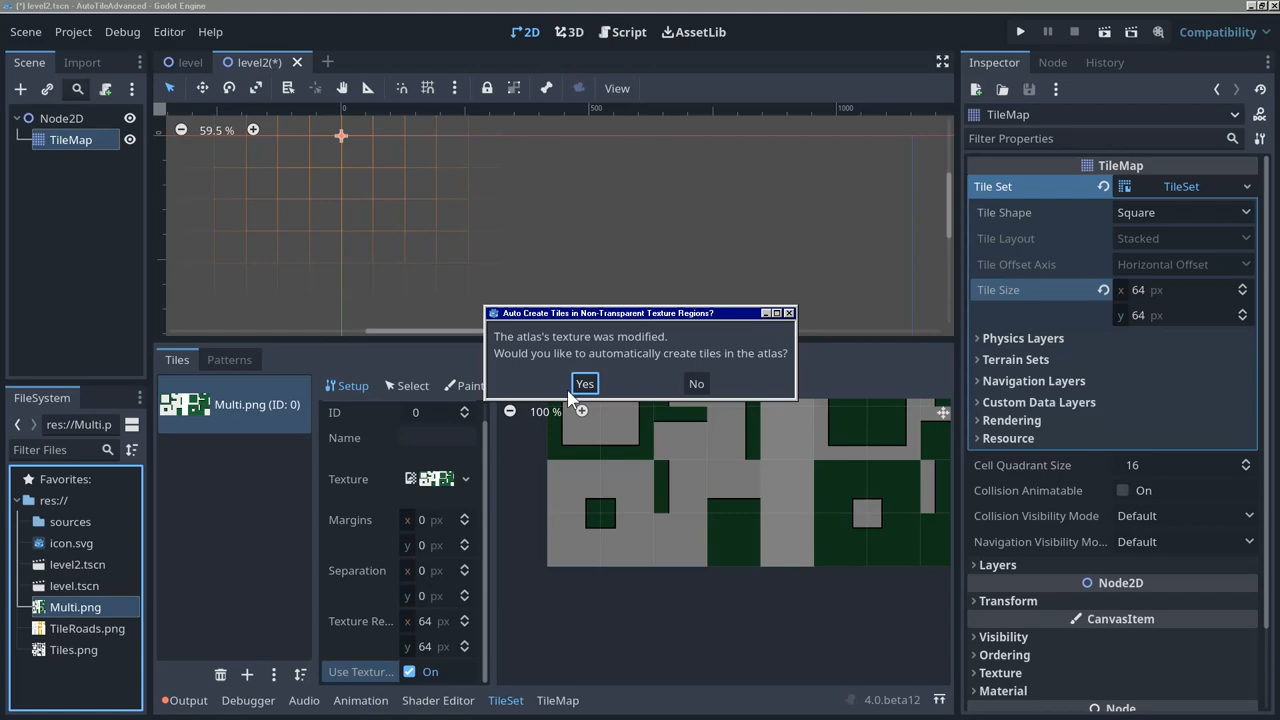 (*) level2.tscn - AutoTileAdvanced - Godot Engine
Scene Project Debug Editor Help
2D 3D Script AssetLib
Compatibility
Scene Import
level level2(*)
Inspector Node History
View
0 500 1000
0
59.5 %
Node2D
TileMap
TileMap
Filter Properties
TileMap
Tile Set TileSet
Tile Shape Square
Tile Layout Stacked
Tile Offset Axis Horizontal Offset
Tile Size x 64 px
y 64 px
Physics Layers
Terrain Sets
Navigation Layers
Custom Data Layers
Rendering
Resource
Cell Quadrant Size 16
Collision Animatable On
Collision Visibility Mode Default
Navigation Visibility Mo... Default
Layers
Node2D
Transform
CanvasItem
Visibility
Ordering
Texture
Material
Node
Auto Create Tiles in Non-Transparent Texture Regions?
The atlas's texture was modified.
Would you like to automatically create tiles in the atlas?
Yes No
Tiles Patterns
Multi.png (ID: 0)
Setup Select Paint
ID 0
Name
Texture
Margins x 0 px
y 0 px
Separation x 0 px
y 0 px
Texture Re... x 64 px
y 64 px
Use Textur... On
100 %
FileSystem
res://Multi.p
Filter Files
Favorites:
res://
sources
icon.svg
level2.tscn
level.tscn
Multi.png
TileRoads.png
Tiles.png
Output Debugger Audio Animation Shader Editor TileSet TileMap
4.0.beta12